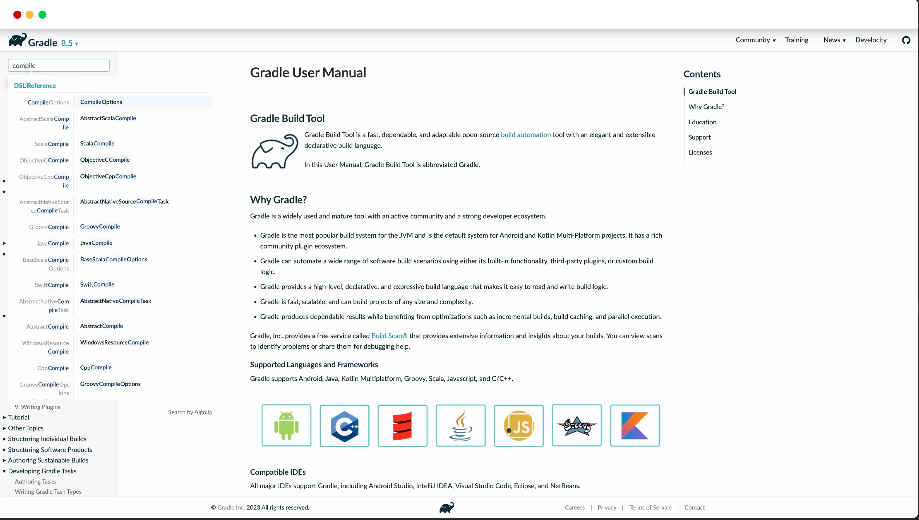 Gradle 8.5
Community
Training
News
Develocity
compile
DSL Reference
CompileOptions
CompileOptions
AbstractScalaComp
ile
AbstractScalaCompile
ScalaCompile
ScalaCompile
ObjectiveCCompile
ObjectiveCCompile
ObjectiveCppComp
ile
ObjectiveCppCompile
AbstractNativeSour
ceCompileTask
AbstractNativeSourceCompileTask
GroovyCompile
GroovyCompile
JavaCompile
JavaCompile
BaseScalaCompile
Options
BaseScalaCompileOptions
SwiftCompile
SwiftCompile
AbstractNativeCom
pileTask
AbstractNativeCompileTask
AbstractCompile
AbstractCompile
WindowsResource
Compile
WindowsResourceCompile
CppCompile
CppCompile
GroovyCompileOpt
ions
GroovyCompileOptions
Search by Algolia
9. Writing Plugins
Tutorial
Other Topics
Structuring Individual Builds
Structuring Software Products
Authoring Sustainable Builds
Developing Gradle Tasks
Authoring Tasks
Writing Gradle Task Types
Gradle User Manual
Gradle Build Tool
Gradle Build Tool is a fast, dependable, and adaptable open-source build automation tool with an elegant and extensible
declarative build language.
In this User Manual, Gradle Build Tool is abbreviated Gradle.
Why Gradle?
Gradle is a widely used and mature tool with an active community and a strong developer ecosystem.
• Gradle is the most popular build system for the JVM and is the default system for Android and Kotlin Multi-Platform projects. It has a rich
community plugin ecosystem.
• Gradle can automate a wide range of software build scenarios using either its built-in functionality, third-party plugins, or custom build
logic.
• Gradle provides a high-level, declarative, and expressive build language that makes it easy to read and write build logic.
• Gradle is fast, scalable, and can build projects of any size and complexity.
• Gradle produces dependable results while benefiting from optimizations such as incremental builds, build caching, and parallel execution.
Gradle, Inc. provides a free service called Build Scan® that provides extensive information and insights about your builds. You can view scans
to identify problems or share them for debugging help.
Supported Languages and Frameworks
Gradle supports Android, Java, Kotlin Multiplatform, Groovy, Scala, Javascript, and C/C++.
C++
JS
Compatible IDEs
All major IDEs support Gradle, including Android Studio, IntelliJ IDEA, Visual Studio Code, Eclipse, and NetBeans.
Contents
Gradle Build Tool
Why Gradle?
Education
Support
Licenses
© Gradle Inc. 2023 All rights reserved.
Careers | Privacy | Terms of Service | Contact